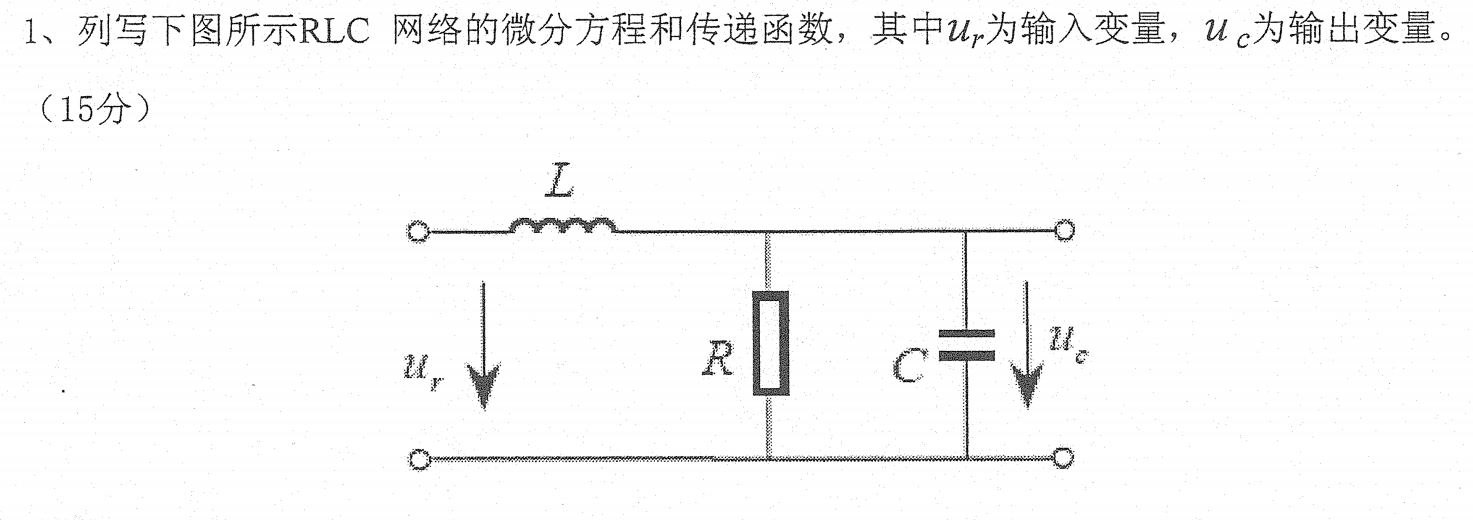 1、列写下图所示RLC 网络的微分方程和传递函数，其中u_r为输入变量，u_c为输出变量。
（15分）
L
u_r
R
C
u_c